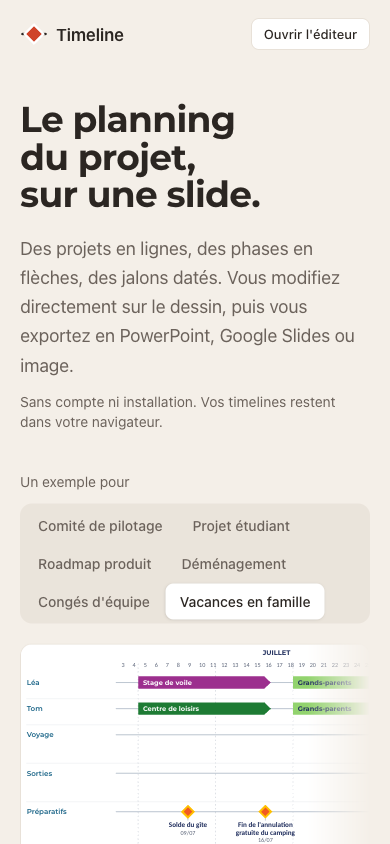 Timeline
Ouvrir l'éditeur
Le planning
du projet,
sur une slide.
Des projets en lignes, des phases en
flèches, des jalons datés. Vous modifiez
directement sur le dessin, puis vous
exportez en PowerPoint, Google Slides ou
image.
Sans compte ni installation. Vos timelines restent
dans votre navigateur.
Un exemple pour
Comité de pilotage Projet étudiant
Roadmap produit Déménagement
Congés d'équipe Vacances en famille
JUILLET
3 4 5 6 7 8 9 10 11 12 13 14 15 16 17 18 19 20 21 22 23
Léa Stage de voile Grands-parents
Tom Centre de loisirs Grands-parents
Voyage
Sorties
Préparatifs
Solde du gîte
09/07
Fin de l'annulation
gratuite du camping
16/07